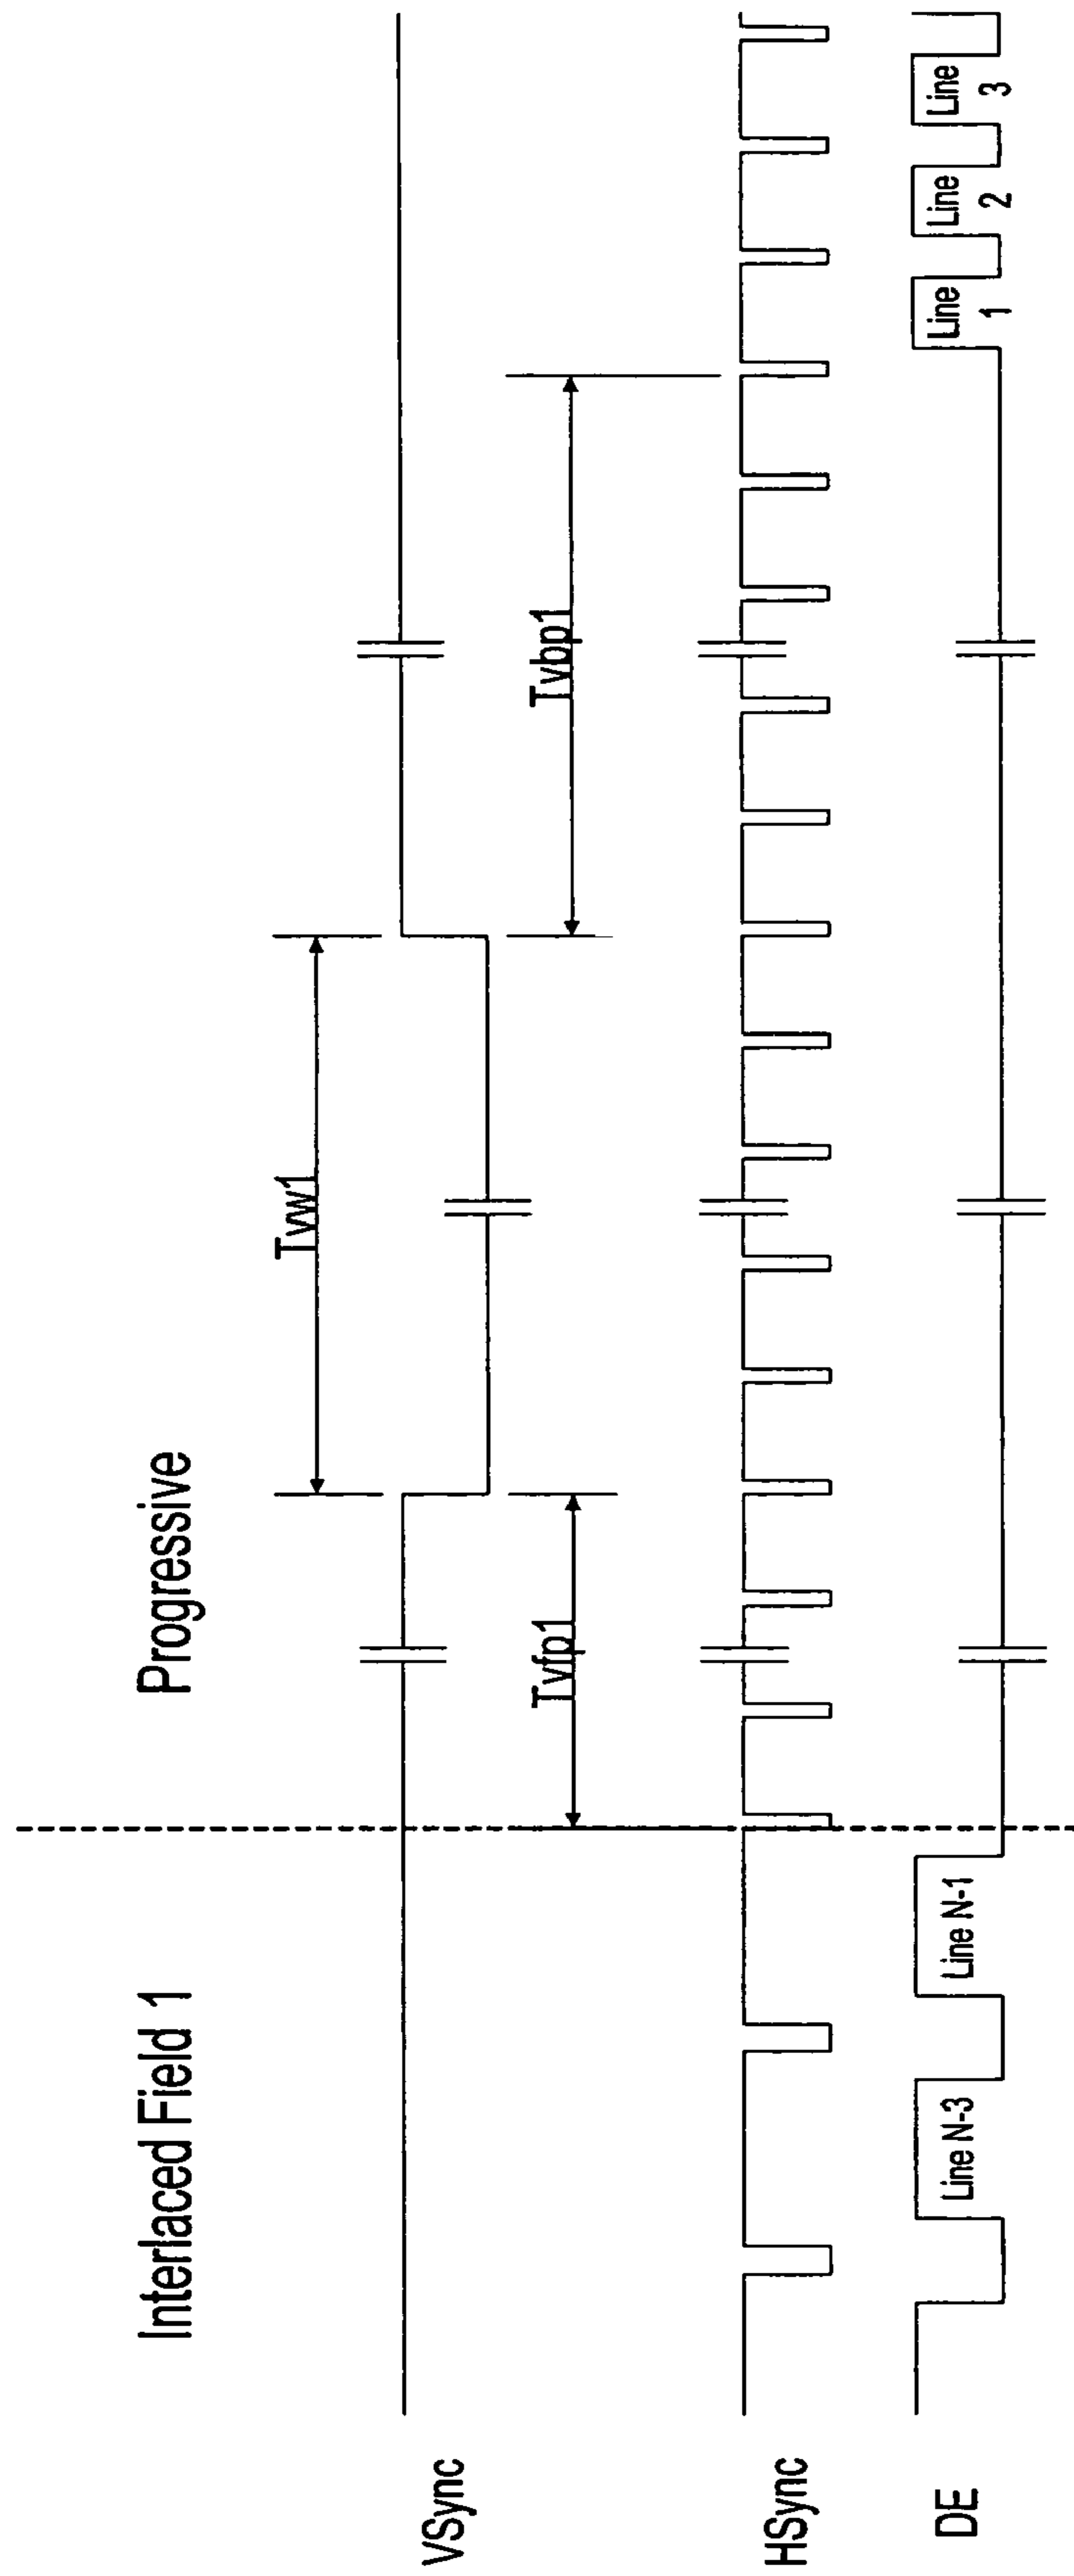 Interlaced Field 1
Progressive
Tvw1
VSync
Tvfp1
Tvbp1
HSync
DE
Line N-3
Line N-1
Line
1
Line
2
Line
3